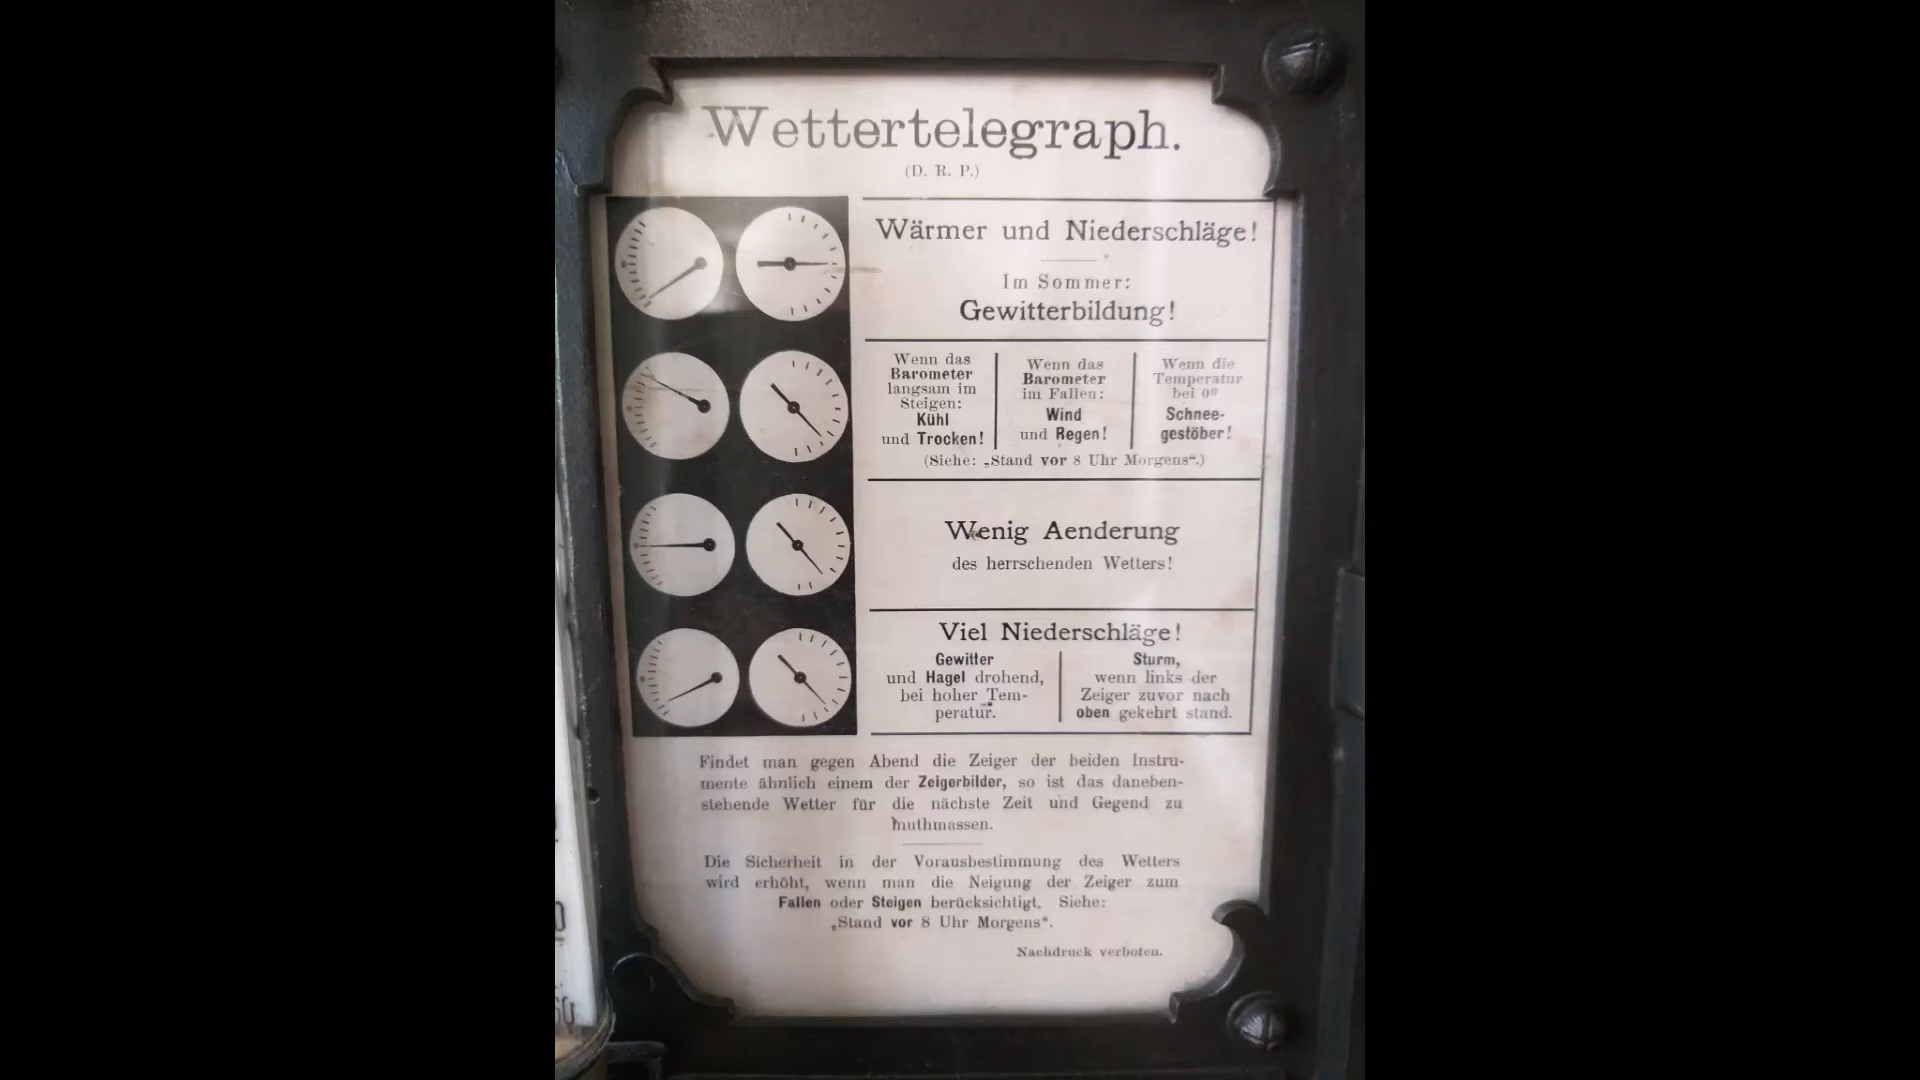 Wettertelegraph.
(D. R. P.)
Wärmer und Niederschläge!
Im Sommer:
Gewitterbildung!
Wenn das
Barometer
langsam im
Steigen:
Kühl
und Trocken!
Wenn das
Barometer
im Fallen:
Wind
und Regen!
Wenn die
Temperatur
bei 0°
Schnee-
gestöber!
(Siehe: „Stand vor 8 Uhr Morgens“.)
Wenig Aenderung
des herrschenden Wetters!
Viel Niederschläge!
Gewitter
und Hagel drohend,
bei hoher Tem-
peratur.
Sturm,
wenn links der
Zeiger zuvor nach
oben gekehrt stand.
Findet man gegen Abend die Zeiger der beiden Instru-
mente ähnlich einem der Zeigerbilder, so ist das daneben-
stehende Wetter für die nächste Zeit und Gegend zu
muthmassen.
Die Sicherheit in der Vorausbestimmung des Wetters
wird erhöht, wenn man die Neigung der Zeiger zum
Fallen oder Steigen berücksichtigt. Siehe:
„Stand vor 8 Uhr Morgens“.
Nachdruck verboten.